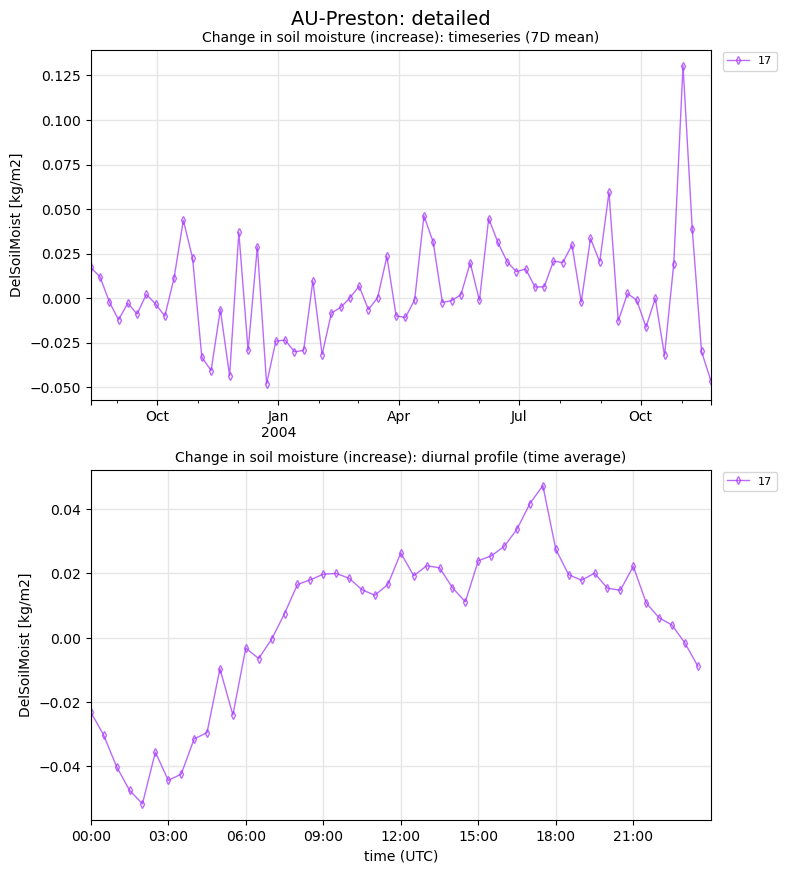 AU-Preston: detailed
Change in soil moisture (increase): timeseries (7D mean)
17
0.125
0.100
0.075
0.050
0.025
0.000
−0.025
−0.050
DelSoilMoist [kg/m2]
Oct Jan Apr Jul Oct
2004
Change in soil moisture (increase): diurnal profile (time average)
17
0.04
0.02
0.00
−0.02
−0.04
DelSoilMoist [kg/m2]
00:00 03:00 06:00 09:00 12:00 15:00 18:00 21:00
time (UTC)